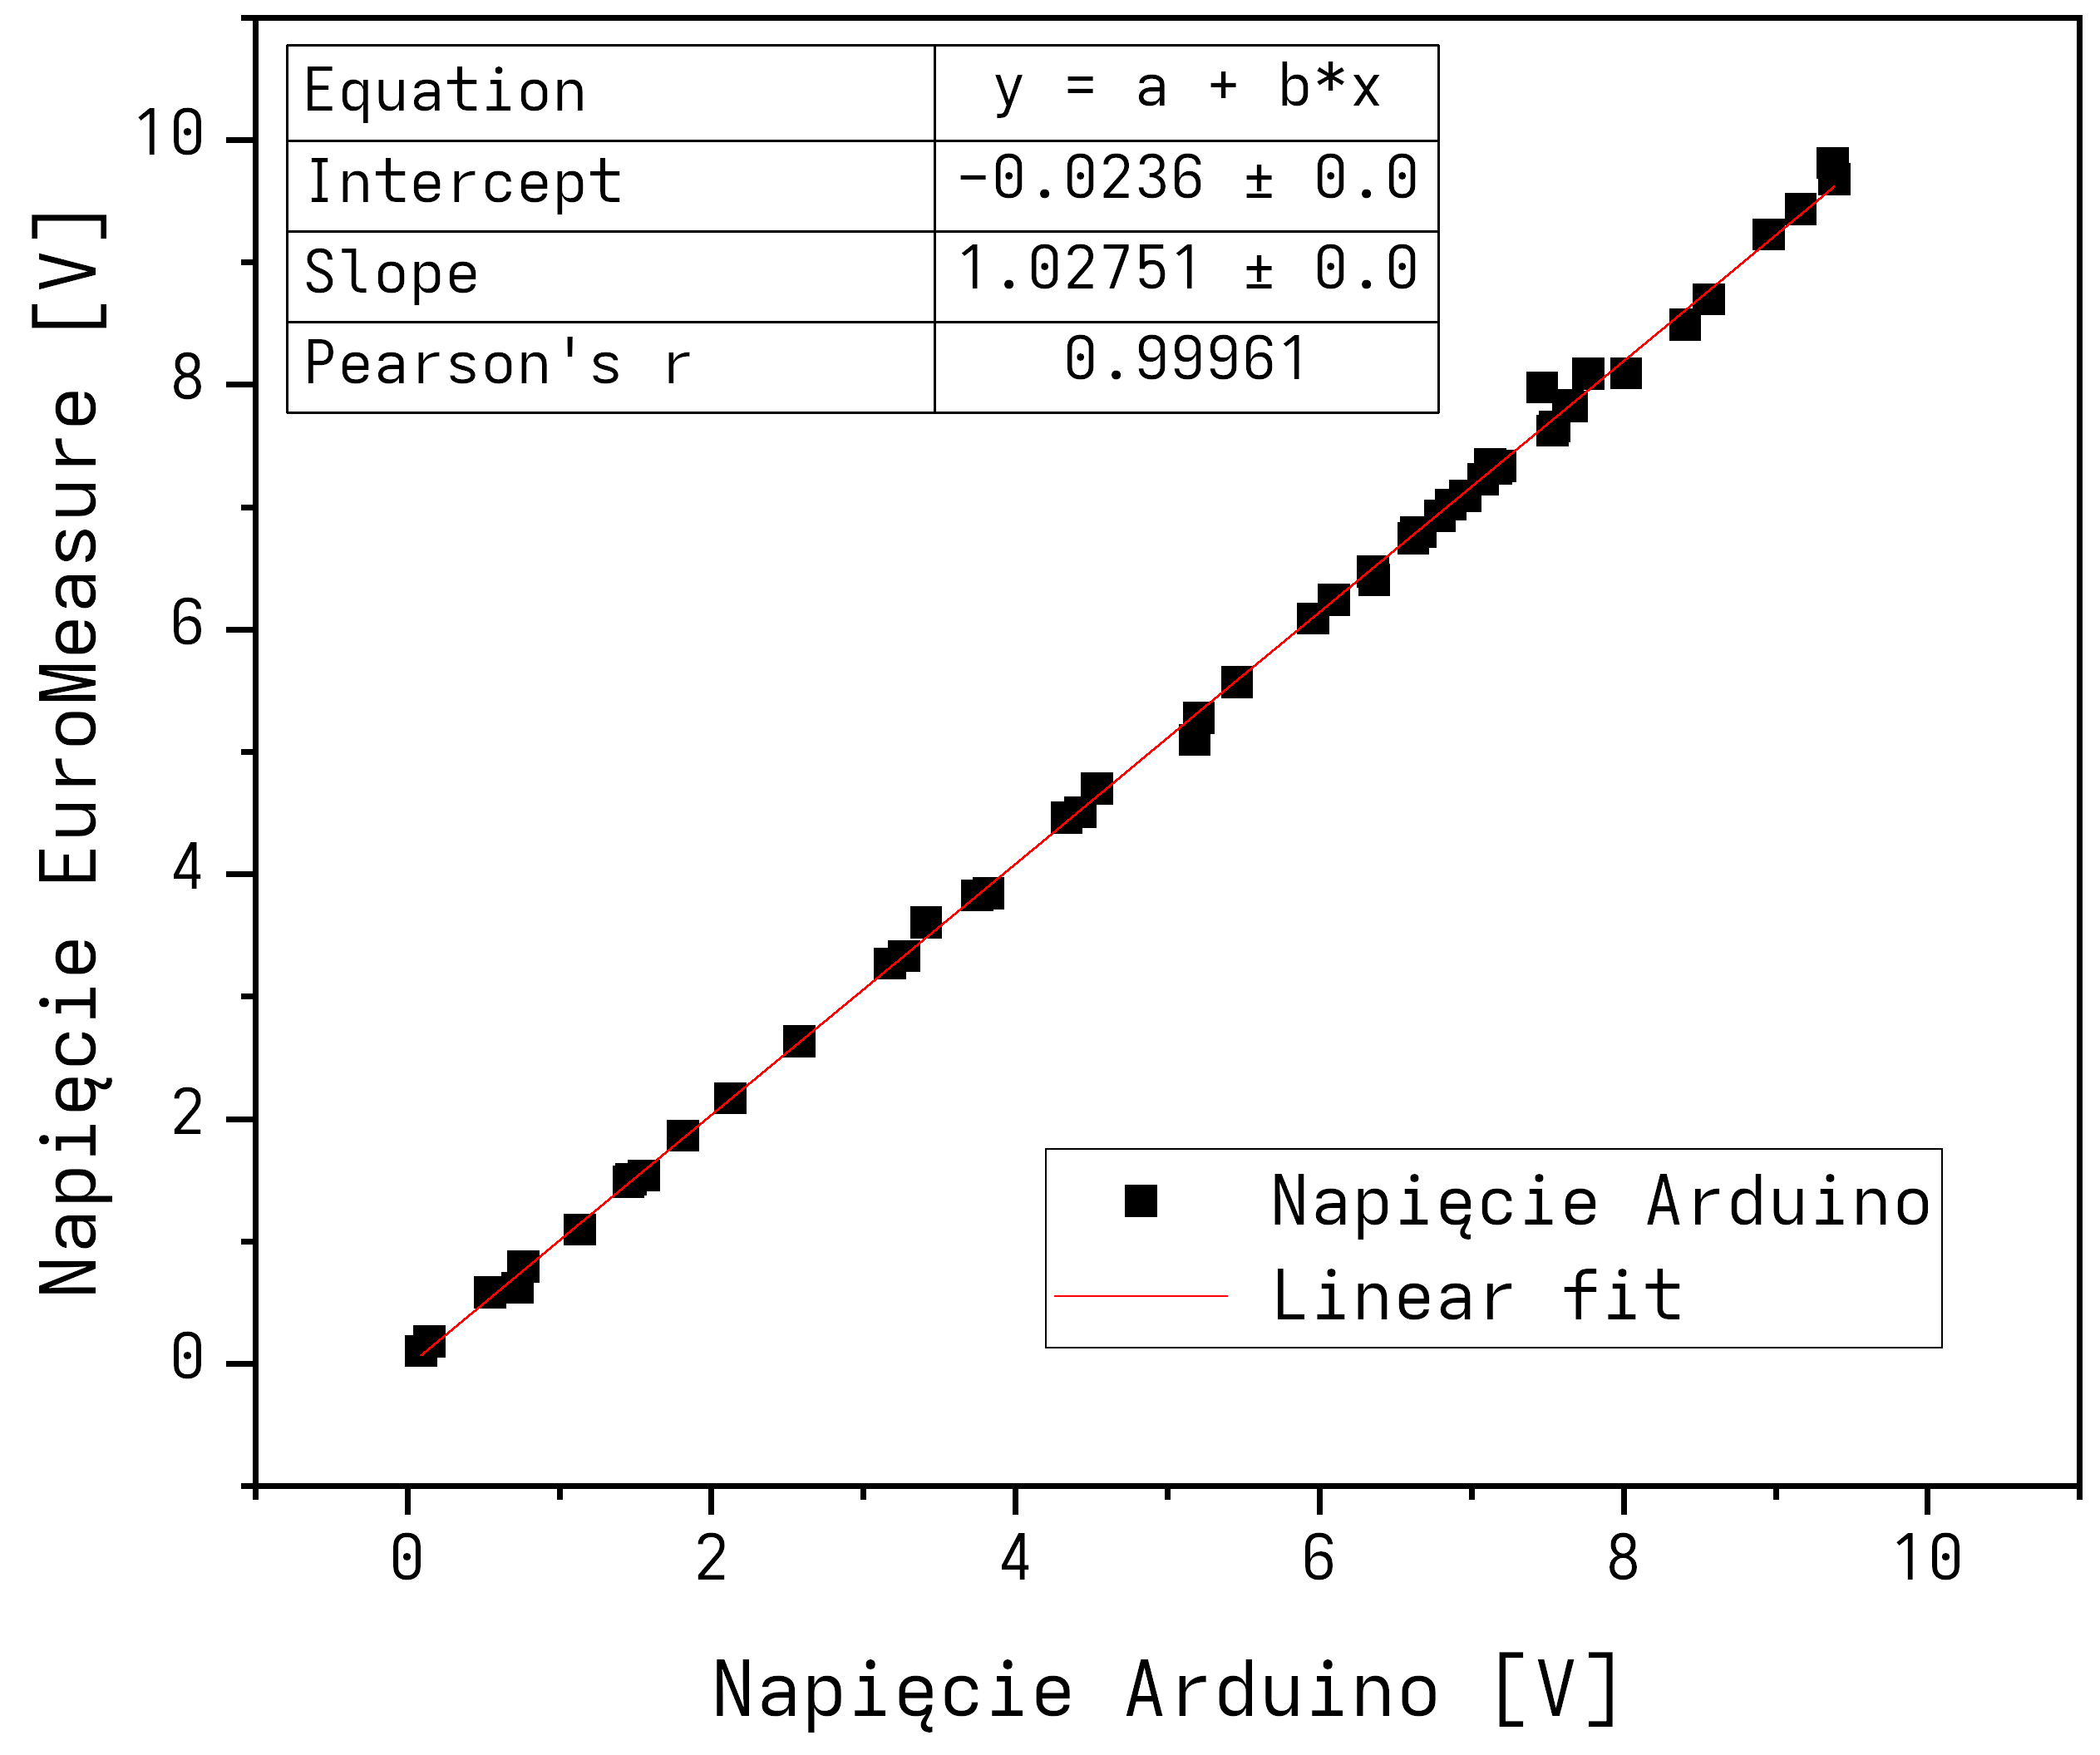 Equation y = a + b*x
Intercept -0.0236 ± 0.0
Slope 1.02751 ± 0.0
Pearson's r 0.99961
Napięcie EuroMeasure [V]
10
8
6
4
2
0
Napięcie Arduino
Linear fit
0 2 4 6 8 10
Napięcie Arduino [V]